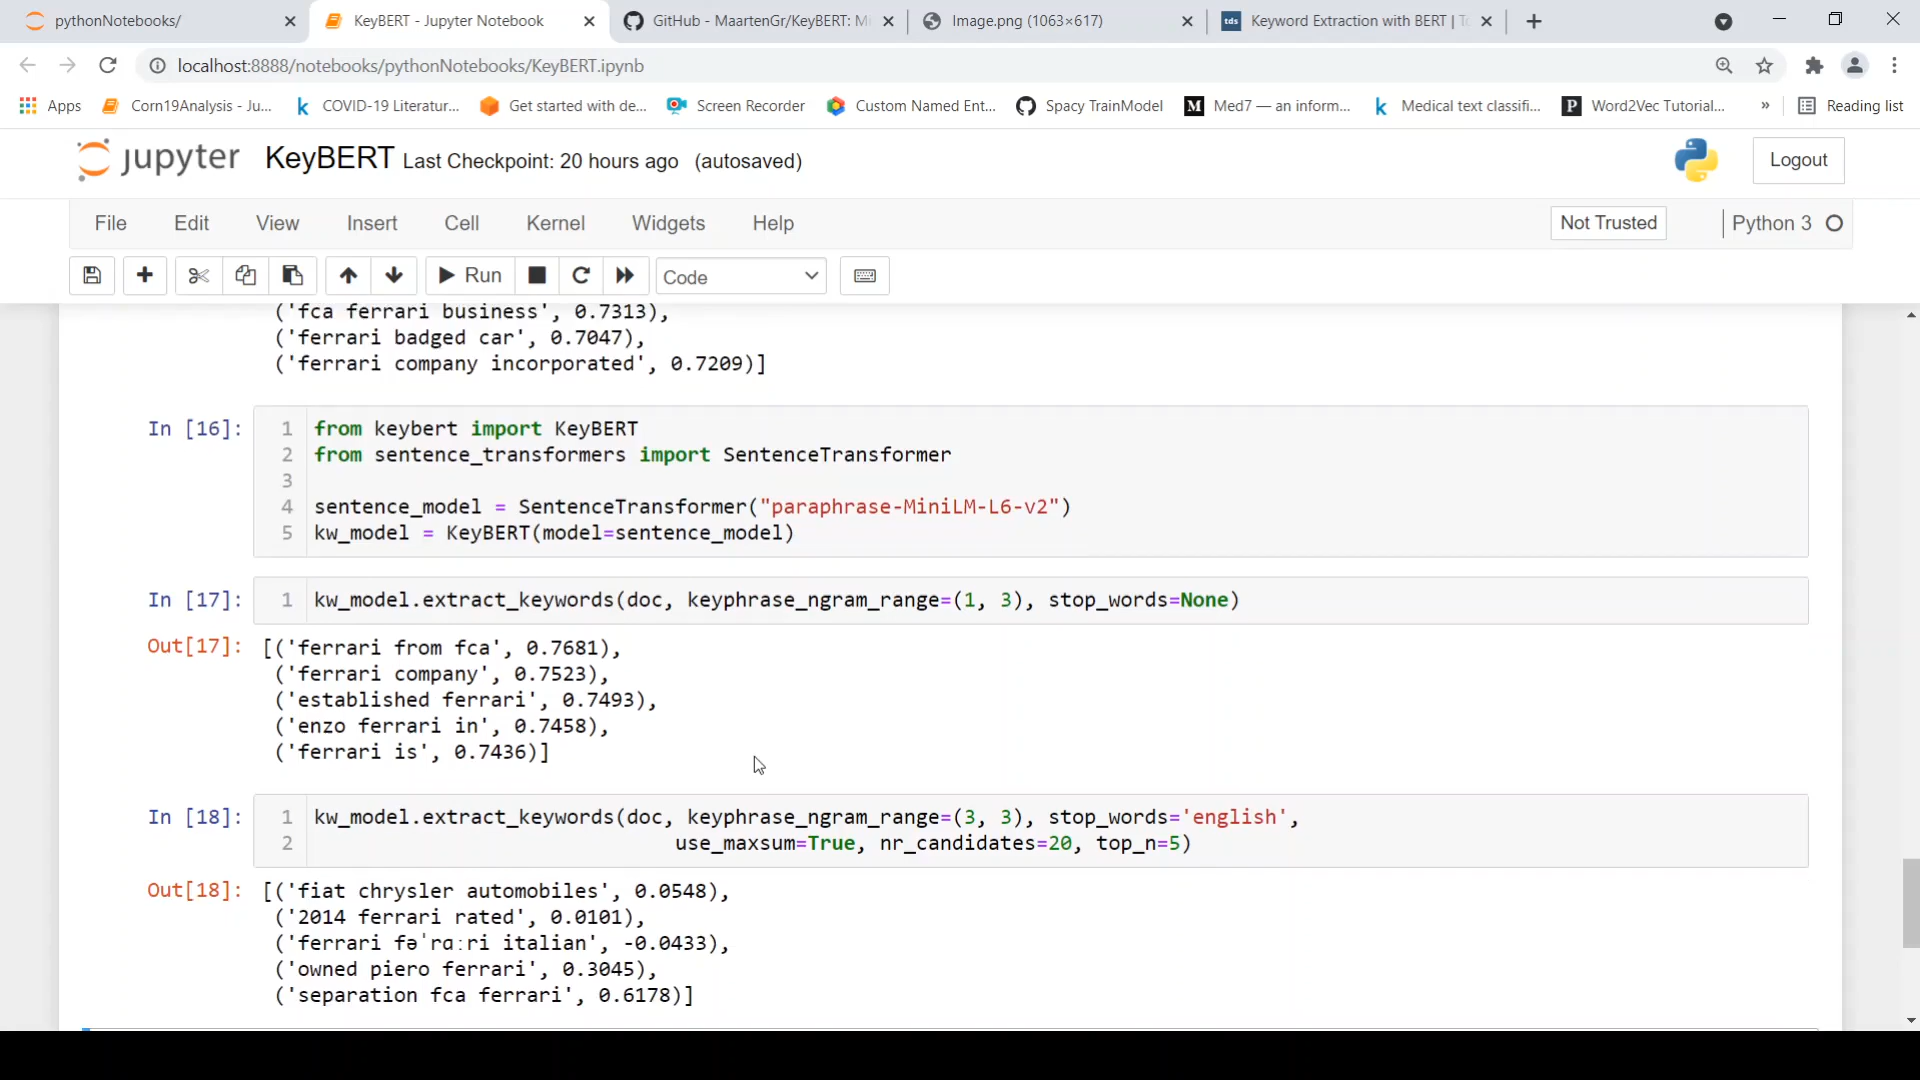 pythonNotebooks/
KeyBERT - Jupyter Notebook
GitHub - MaartenGr/KeyBERT: Mi
Image.png (1063×617)
tds Keyword Extraction with BERT | To
localhost:8888/notebooks/pythonNotebooks/KeyBERT.ipynb
Apps
Corn19Analysis - Ju...
k COVID-19 Literatur...
Get started with de...
Screen Recorder
Custom Named Ent...
Spacy TrainModel
M Med7 — an inform...
k Medical text classifi...
P Word2Vec Tutorial...
»
Reading list
jupyter KeyBERT Last Checkpoint: 20 hours ago (autosaved)
Logout
File Edit View Insert Cell Kernel Widgets Help
Not Trusted
Python 3
Run
Code
('fca ferrari business', 0.7313),
('ferrari badged car', 0.7047),
('ferrari company incorporated', 0.7209)]
In [16]:
1 from keybert import KeyBERT
2 from sentence_transformers import SentenceTransformer
3
4 sentence_model = SentenceTransformer("paraphrase-MiniLM-L6-v2")
5 kw_model = KeyBERT(model=sentence_model)
In [17]:
1 kw_model.extract_keywords(doc, keyphrase_ngram_range=(1, 3), stop_words=None)
Out[17]:
[('ferrari from fca', 0.7681),
('ferrari company', 0.7523),
('established ferrari', 0.7493),
('enzo ferrari in', 0.7458),
('ferrari is', 0.7436)]
In [18]:
1 kw_model.extract_keywords(doc, keyphrase_ngram_range=(3, 3), stop_words='english',
2 use_maxsum=True, nr_candidates=20, top_n=5)
Out[18]:
[('fiat chrysler automobiles', 0.0548),
('2014 ferrari rated', 0.0101),
('ferrari fəˈrɑːri italian', -0.0433),
('owned piero ferrari', 0.3045),
('separation fca ferrari', 0.6178)]